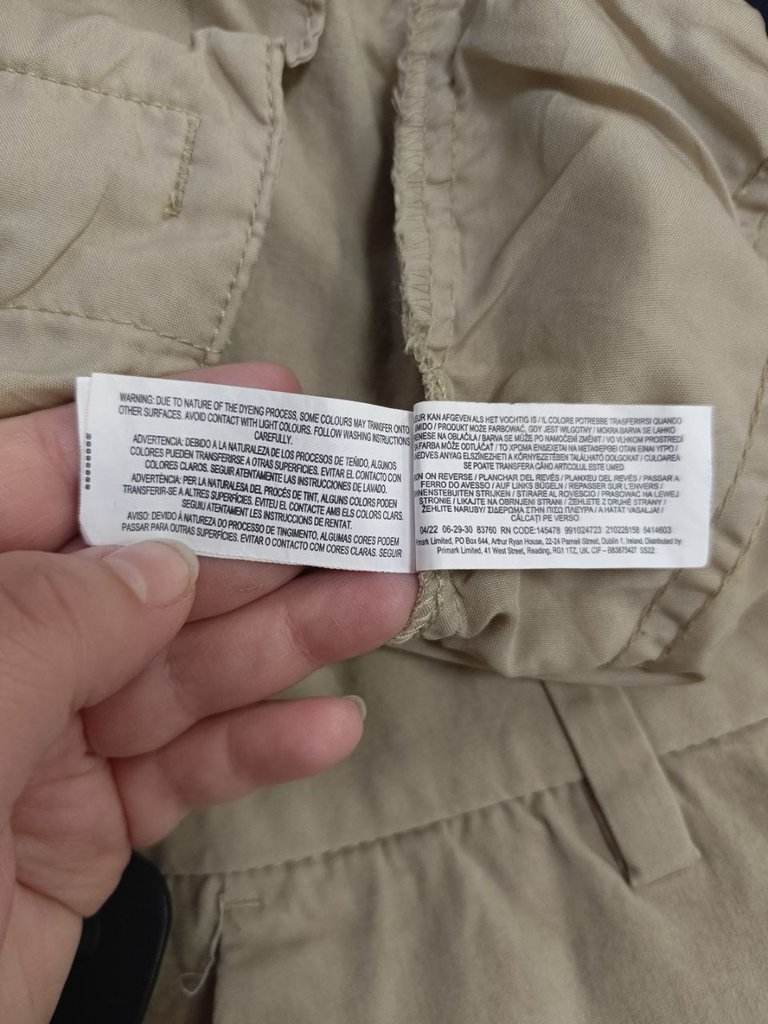 WARNING: DUE TO NATURE OF THE DYEING PROCESS, SOME COLOURS MAY TRANSFER ONTO
OTHER SURFACES. AVOID CONTACT WITH LIGHT COLOURS. FOLLOW WASHING INSTRUCTIONS
CAREFULLY.
ADVERTENCIA: DEBIDO A LA NATURALEZA DE LOS PROCESOS DE TEÑIDO, ALGUNOS
COLORES PUEDEN TRANSFERIRSE A OTRAS SUPERFICIES. EVITAR EL CONTACTO CON
COLORES CLAROS. SEGUIR ATENTAMENTE LAS INSTRUCCIONES DE LAVADO.
ADVERTÈNCIA: PER LA NATURALESA DEL PROCÉS DE TINT, ALGUNS COLORS PODEN
TRANSFERIR-SE A ALTRES SUPERFÍCIES. EVITEU EL CONTACTE AMB ELS COLORS CLARS.
SEGUIU ATENTAMENT LES INSTRUCCIONS DE RENTAT.
AVISO: DEVIDO À NATUREZA DO PROCESSO DE TINGIMENTO, ALGUMAS CORES PODEM
PASSAR PARA OUTRAS SUPERFÍCIES. EVITAR O CONTACTO COM CORES CLARAS. SEGUIR
EUR KAN AFGEVEN ALS HET VOCHTIG IS / IL COLORE POTREBBE TRASFERIRSI QUANDO
UMIDO / PRODUKT MOŻE FARBOWAĆ, GDY JEST WILGOTNY / MOKRA BARVA SE LAHKO
PRENESE NA OBLAČILA / BARVA SE MŮŽE PO NAMOČENÍ ZMĚNIT / VO VLHKOM PROSTREDÍ
SA FARBA MÔŽE ODTLÁČAŤ / ΤΟ ΧΡΩΜΑ ΕΝΔΕΧΕΤΑΙ ΝΑ ΜΕΤΑΦΕΡΘΕΙ ΟΤΑΝ ΕΙΝΑΙ ΥΓΡΟ /
NEDVES ANYAG ELSZÍNEZHETI A KÖRNYEZETÉBEN TALÁLHATÓ DOLGOKAT / CULOAREA
SE POATE TRANSFERA CÂND ARTICOLUL ESTE UMED
IRON ON REVERSE / PLANCHAR DEL REVÉS / PLANXEU DEL REVÉS / PASSAR A
FERRO DO AVESSO / AUF LINKS BÜGELN / REPASSER SUR L'ENVERS /
BINNENSTEBUITEN STRIJKEN / STIRARE AL ROVESCIO / PRASOWAĆ NA LEWEJ
STRONIE / LIKAJTE NA OBRNJENI STRANI / ŽEHLETE Z DRUHÉ STRANY /
ŽEHLITE NARUBY/ ΣΙΔΕΡΩΜΑ ΣΤΗΝ ΠΙΣΩ ΠΛΕΥΡΑ / A HÁTÁT VASALJA! /
CĂLCAȚI PE VERSO
04/22 06-29-30 83760 RN CODE:145476 991024723 210226158 5414603
Primark Limited, PO Box 644, Arthur Ryan House, 22-24 Parnell Street, Dublin 1, Ireland. Distributed by
Primark Limited, 41 West Street, Reading, RG1 1TZ, UK. CIF – B83875427 SS22